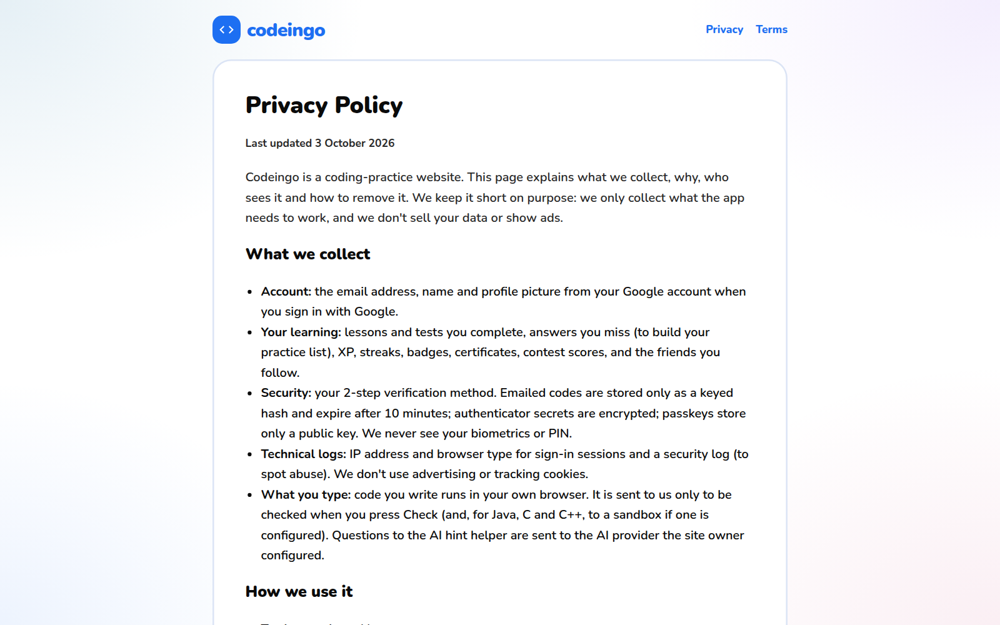 codeingo
Privacy Terms
Privacy Policy
Last updated 3 October 2026
Codeingo is a coding-practice website. This page explains what we collect, why, who
sees it and how to remove it. We keep it short on purpose: we only collect what the app
needs to work, and we don't sell your data or show ads.
What we collect
• Account: the email address, name and profile picture from your Google account when
you sign in with Google.
• Your learning: lessons and tests you complete, answers you miss (to build your
practice list), XP, streaks, badges, certificates, contest scores, and the friends you
follow.
• Security: your 2-step verification method. Emailed codes are stored only as a keyed
hash and expire after 10 minutes; authenticator secrets are encrypted; passkeys store
only a public key. We never see your biometrics or PIN.
• Technical logs: IP address and browser type for sign-in sessions and a security log (to
spot abuse). We don't use advertising or tracking cookies.
• What you type: code you write runs in your own browser. It is sent to us only to be
checked when you press Check (and, for Java, C and C++, to a sandbox if one is
configured). Questions to the AI hint helper are sent to the AI provider the site owner
configured.
How we use it